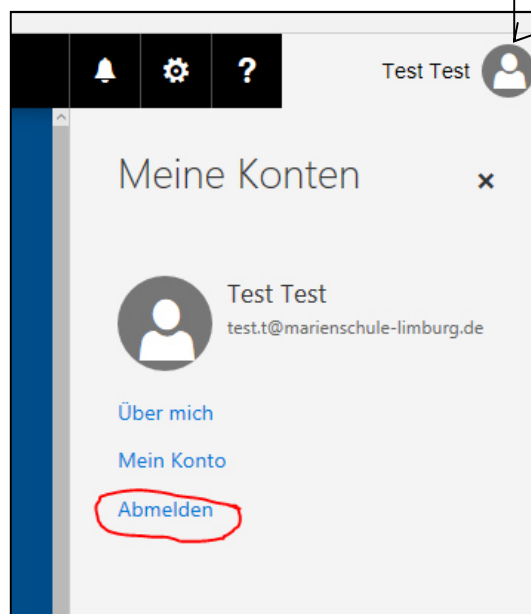 ? Test Test
Meine Konten ×
Test Test
test.t@marienschule-limburg.de
Über mich
Mein Konto
Abmelden